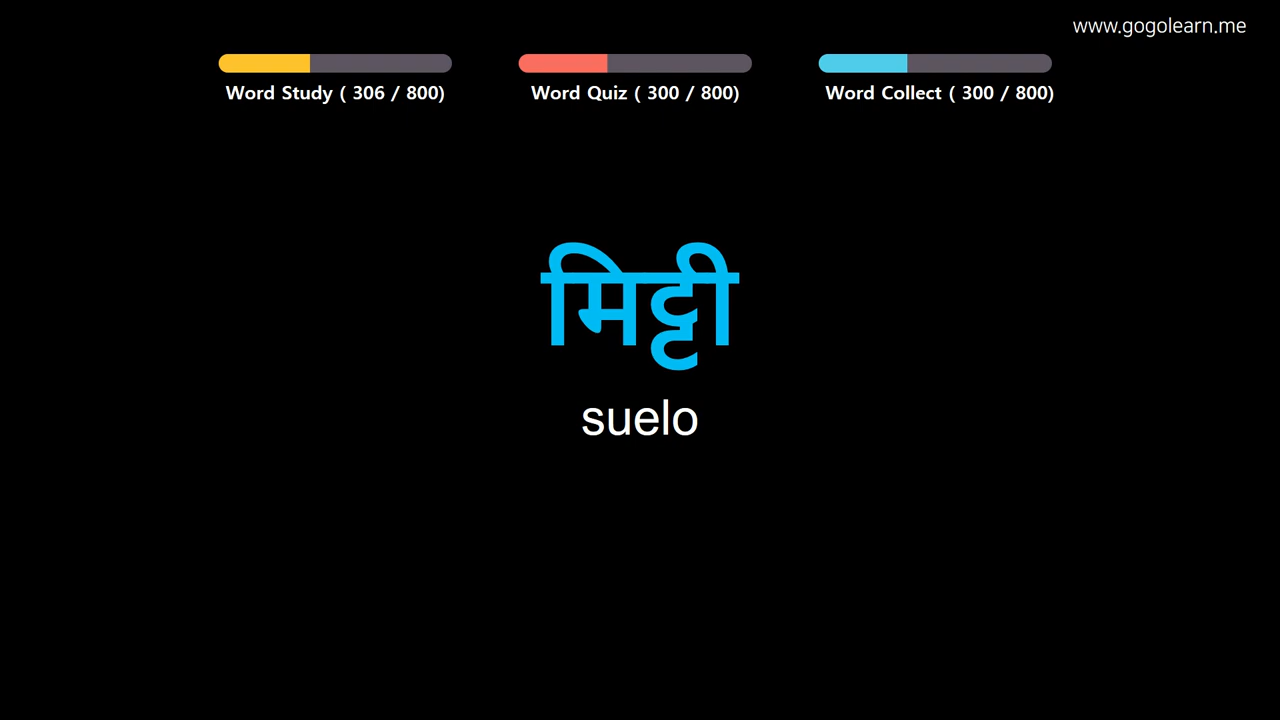 www.gogolearn.me
Word Study ( 306 / 800)
Word Quiz ( 300 / 800)
Word Collect ( 300 / 800)
मिट्टी
suelo